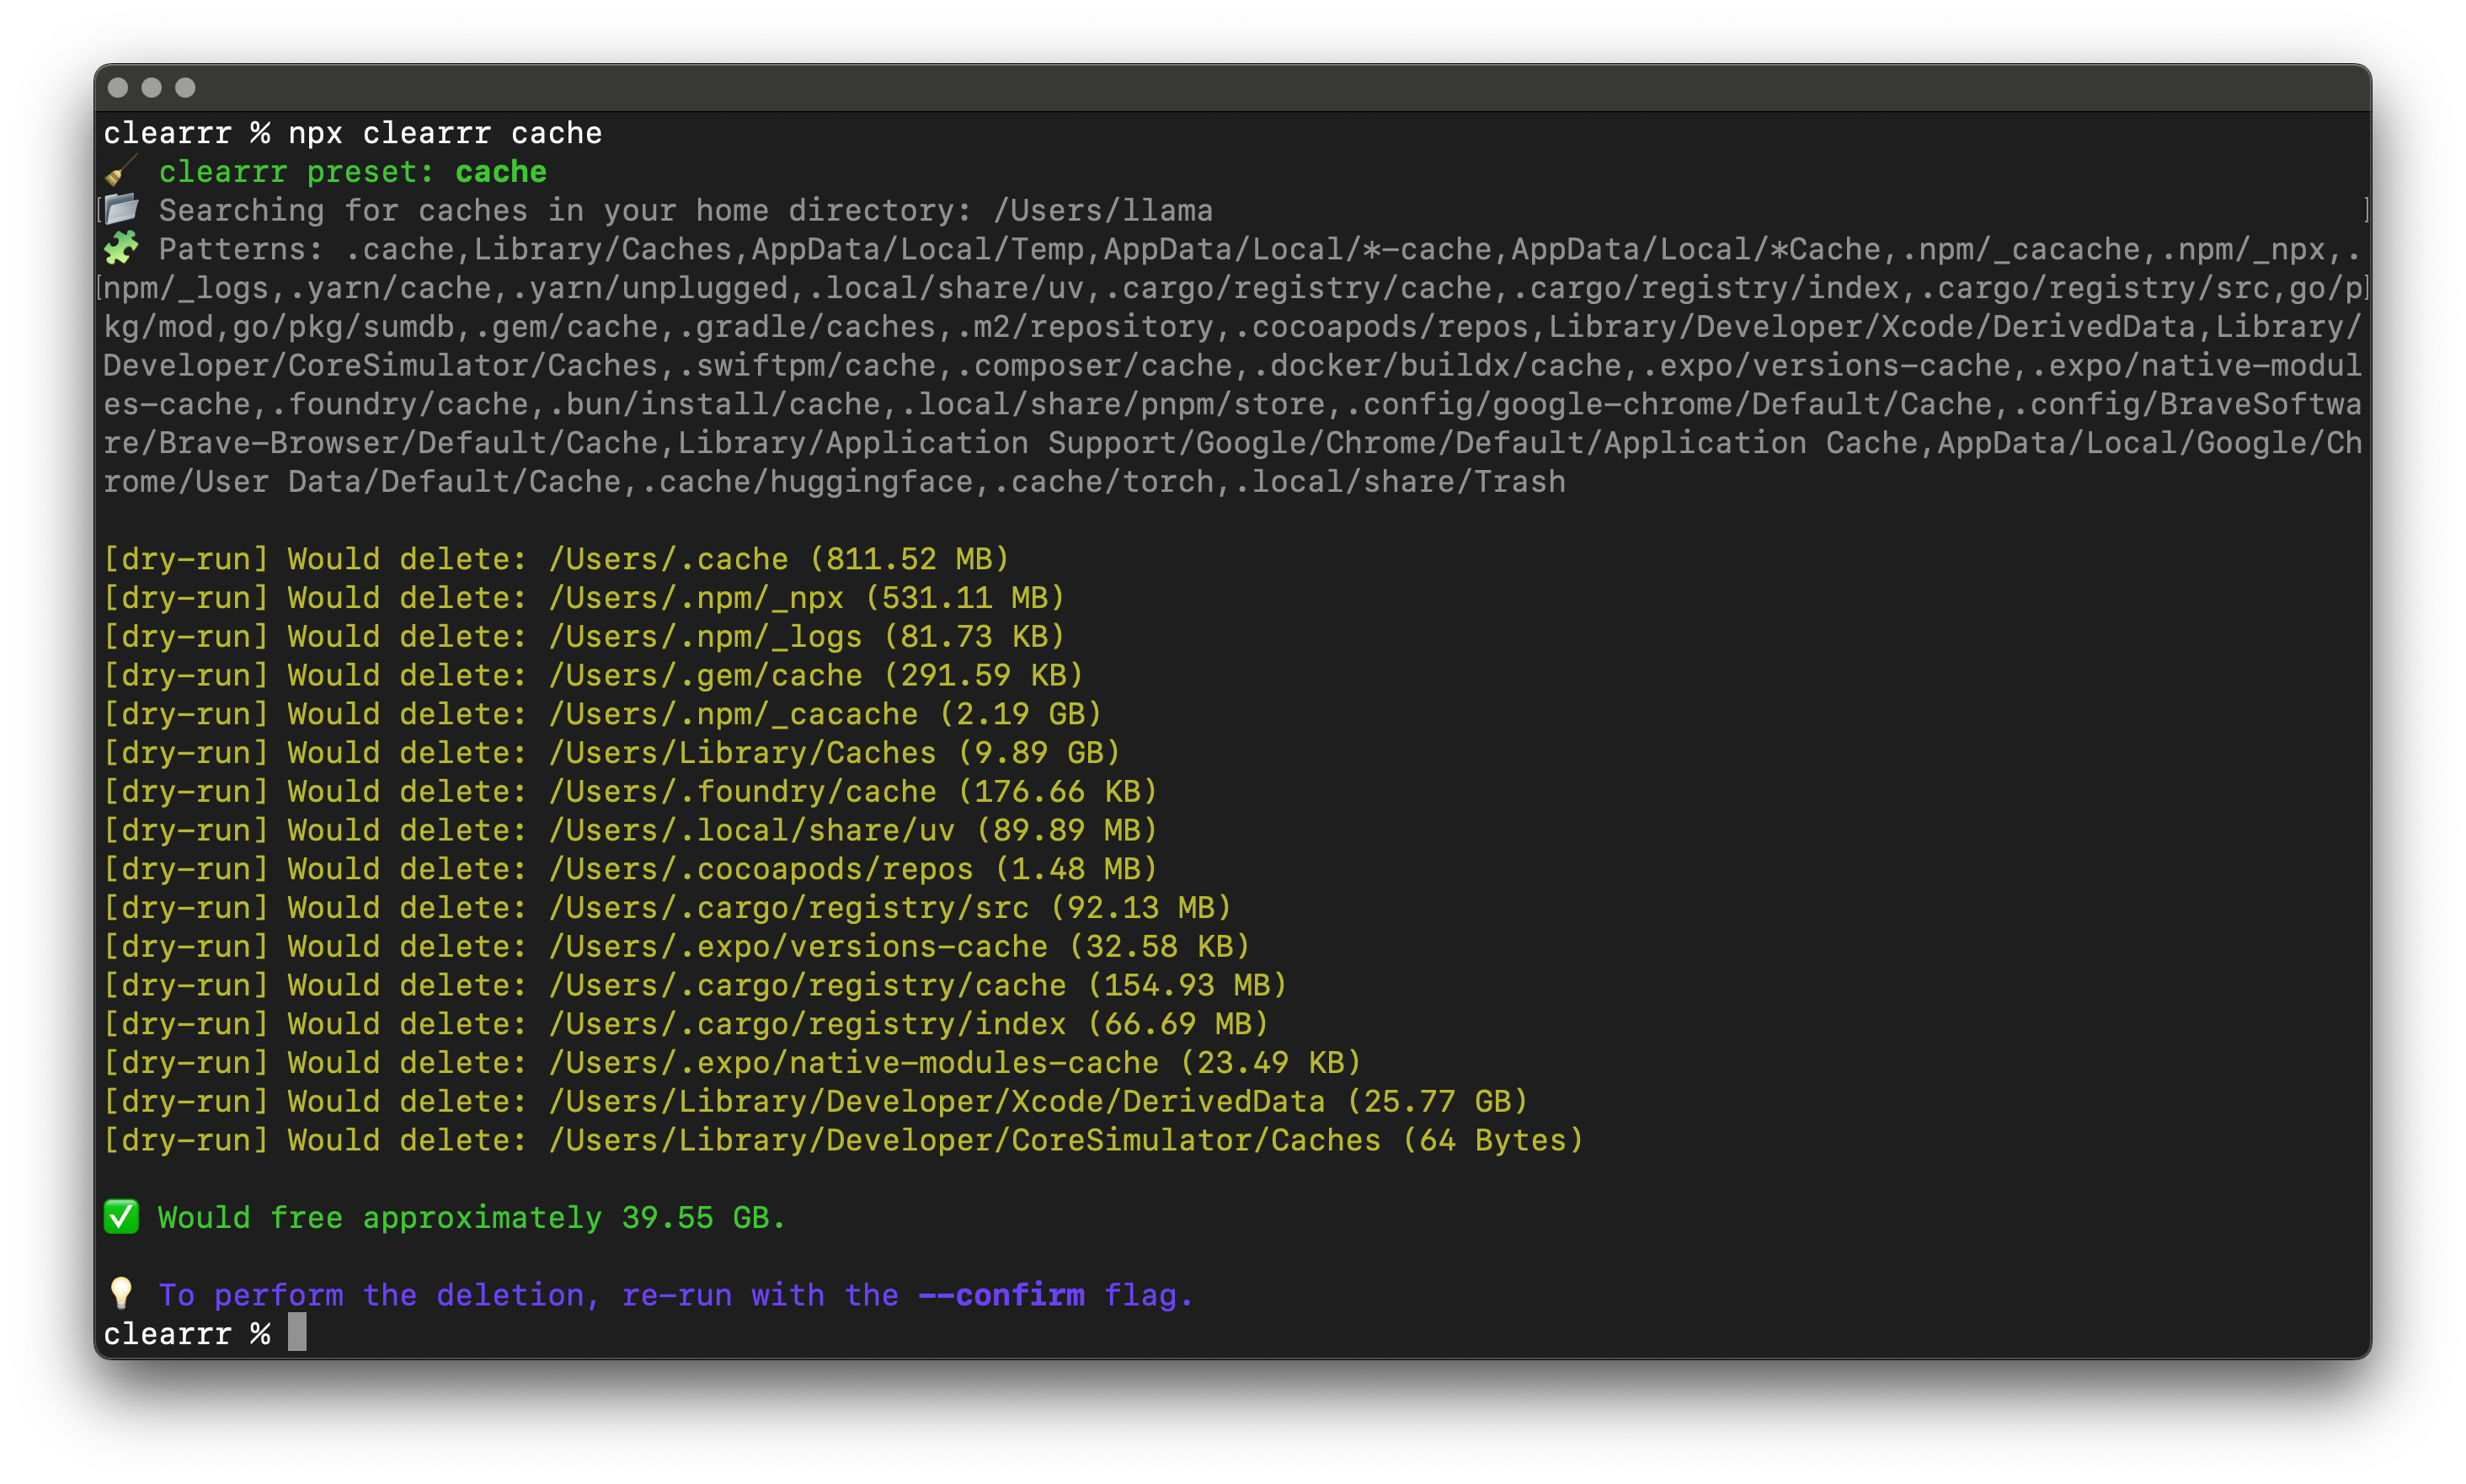 clearrr % npx clearrr cache
🧹 clearrr preset: cache
📂 Searching for caches in your home directory: /Users/llama
🧩 Patterns: .cache,Library/Caches,AppData/Local/Temp,AppData/Local/*-cache,AppData/Local/*Cache,.npm/_cacache,.npm/_npx,.
npm/_logs,.yarn/cache,.yarn/unplugged,.local/share/uv,.cargo/registry/cache,.cargo/registry/index,.cargo/registry/src,go/p
kg/mod,go/pkg/sumdb,.gem/cache,.gradle/caches,.m2/repository,.cocoapods/repos,Library/Developer/Xcode/DerivedData,Library/
Developer/CoreSimulator/Caches,.swiftpm/cache,.composer/cache,.docker/buildx/cache,.expo/versions-cache,.expo/native-modul
es-cache,.foundry/cache,.bun/install/cache,.local/share/pnpm/store,.config/google-chrome/Default/Cache,.config/BraveSoftwa
re/Brave-Browser/Default/Cache,Library/Application Support/Google/Chrome/Default/Application Cache,AppData/Local/Google/Ch
rome/User Data/Default/Cache,.cache/huggingface,.cache/torch,.local/share/Trash
[dry-run] Would delete: /Users/.cache (811.52 MB)
[dry-run] Would delete: /Users/.npm/_npx (531.11 MB)
[dry-run] Would delete: /Users/.npm/_logs (81.73 KB)
[dry-run] Would delete: /Users/.gem/cache (291.59 KB)
[dry-run] Would delete: /Users/.npm/_cacache (2.19 GB)
[dry-run] Would delete: /Users/Library/Caches (9.89 GB)
[dry-run] Would delete: /Users/.foundry/cache (176.66 KB)
[dry-run] Would delete: /Users/.local/share/uv (89.89 MB)
[dry-run] Would delete: /Users/.cocoapods/repos (1.48 MB)
[dry-run] Would delete: /Users/.cargo/registry/src (92.13 MB)
[dry-run] Would delete: /Users/.expo/versions-cache (32.58 KB)
[dry-run] Would delete: /Users/.cargo/registry/cache (154.93 MB)
[dry-run] Would delete: /Users/.cargo/registry/index (66.69 MB)
[dry-run] Would delete: /Users/.expo/native-modules-cache (23.49 KB)
[dry-run] Would delete: /Users/Library/Developer/Xcode/DerivedData (25.77 GB)
[dry-run] Would delete: /Users/Library/Developer/CoreSimulator/Caches (64 Bytes)
✅ Would free approximately 39.55 GB.
💡 To perform the deletion, re-run with the --confirm flag.
clearrr %